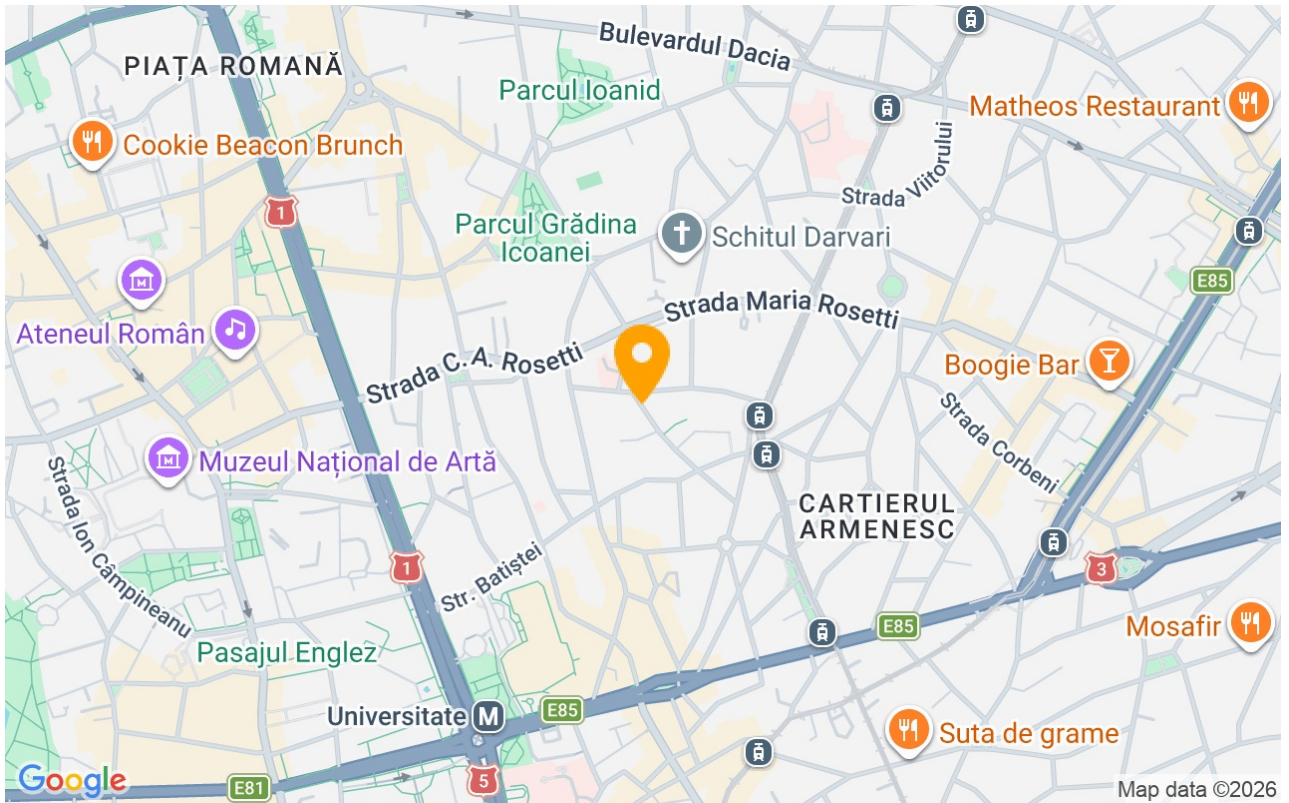 Bulevardul Dacia
PIAȚA ROMANĂ
Parcul Ioanid
Matheos Restaurant
Cookie Beacon Brunch
Strada Viitorului
1
Parcul Grădina
Icoanei
Schitul Darvari
E85
Strada Maria Rosetti
Ateneul Român
Strada C. A. Rosetti
Boogie Bar
Strada Corbeni
Muzeul Național de Artă
Strada Ion Câmpineanu
CARTIERUL
ARMENESC
1
3
Str. Batiștei
E85
Mosafir
Pasajul Englez
Universitate M
E85
Suta de grame
Google
E81
5
Map data ©2026